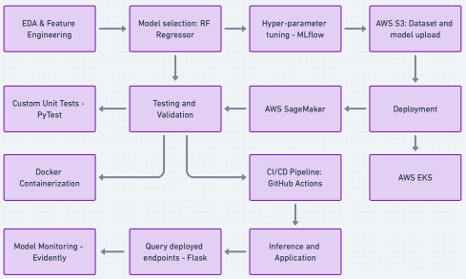 EDA & Feature
Engineering
Model selection: RF
Regressor
Hyper-parameter
tuning - MLflow
AWS S3: Dataset and
model upload
Custom Unit Tests -
PyTest
Testing and
Validation
AWS SageMaker
Deployment
Docker
Containerization
CI/CD Pipeline:
GitHub Actions
AWS EKS
Model Monitoring -
Evidently
Query deployed
endpoints - Flask
Inference and
Application